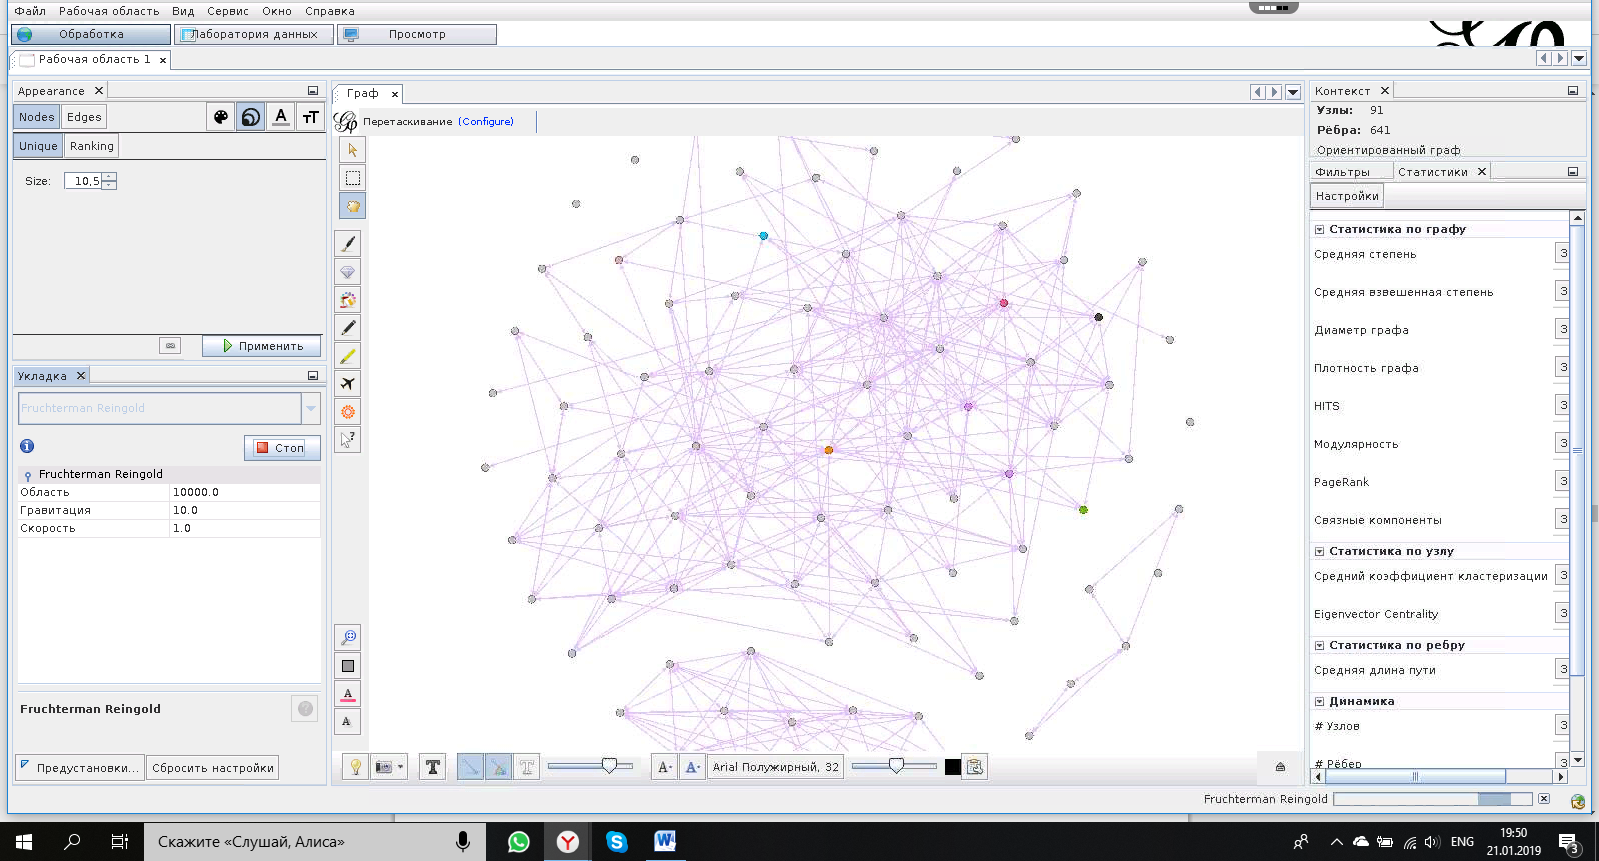 Файл Рабочая область Вид Сервис Окно Справка
Обработка Лаборатория данных Просмотр
Рабочая область 1
Appearance
Nodes Edges
Unique Ranking
Size: 10,5
Применить
Укладка
Fruchterman Reingold
Стоп
Fruchterman Reingold
Область 10000.0
Гравитация 10.0
Скорость 1.0
Fruchterman Reingold
Предустановки... Сбросить настройки
Граф
Перетаскивание (Configure)
Arial Полужирный, 32
Контекст
Узлы: 91
Рёбра: 641
Ориентированный граф
Фильтры Статистики
Настройки
Статистика по графу
Средняя степень З
Средняя взвешенная степень З
Диаметр графа З
Плотность графа З
HITS З
Модулярность З
PageRank З
Связные компоненты З
Статистика по узлу
Средний коэффициент кластеризации З
Eigenvector Centrality З
Статистика по ребру
Средняя длина пути З
Динамика
# Узлов З
# Рёбер
Fruchterman Reingold
Скажите «Слушай, Алиса»
ENG
19:50
21.01.2019
3